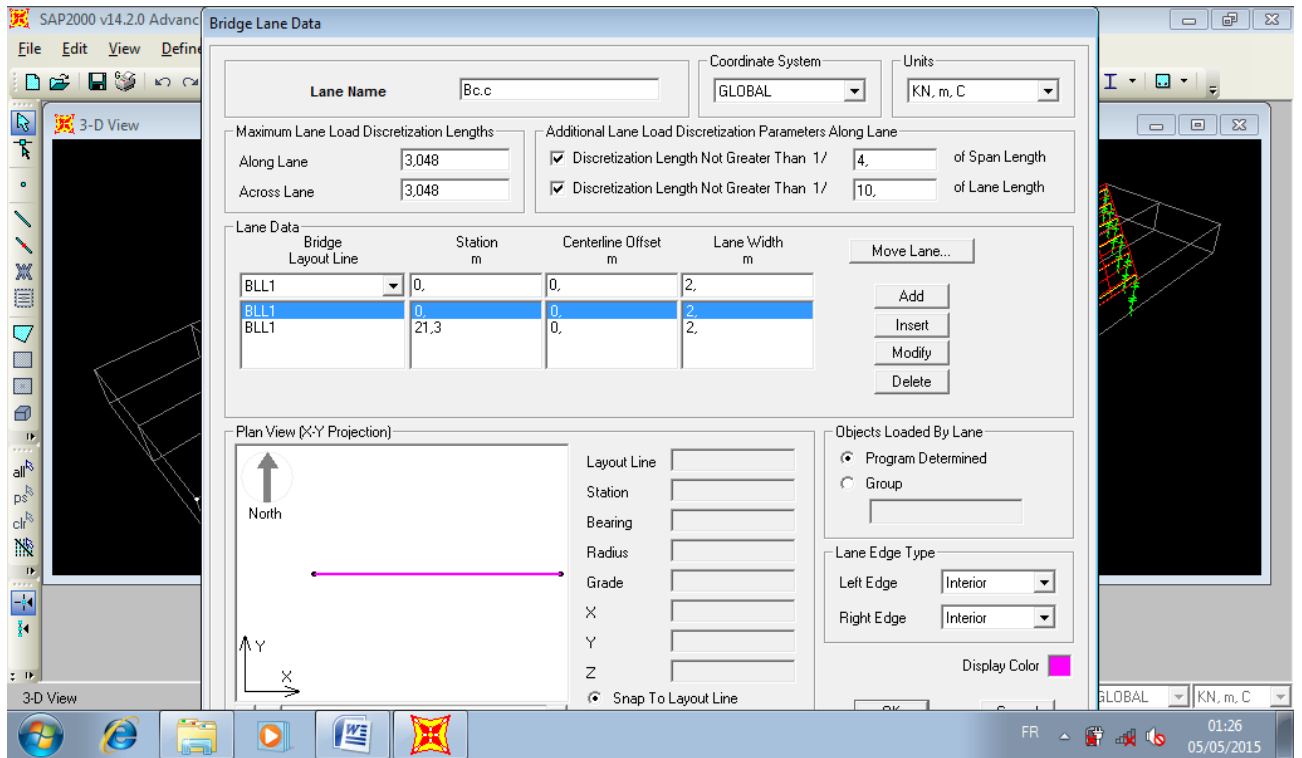 SAP2000 v14.2.0 Advanc
Bridge Lane Data
File Edit View Define
Lane Name Bc.c
Coordinate System
GLOBAL
Units
KN, m, C
3-D View
Maximum Lane Load Discretization Lengths
Along Lane 3,048
Across Lane 3,048
Additional Lane Load Discretization Parameters Along Lane
Discretization Length Not Greater Than 1/ 4, of Span Length
Discretization Length Not Greater Than 1/ 10, of Lane Length
Lane Data
Bridge Layout Line Station m Centerline Offset m Lane Width m
BLL1 0, 0, 2,
BLL1 0, 0, 2,
BLL1 21,3 0, 2,
Move Lane...
Add
Insert
Modify
Delete
Plan View (X-Y Projection)
North
Y
X
Layout Line
Station
Bearing
Radius
Grade
X
Y
Z
Snap To Layout Line
Objects Loaded By Lane
Program Determined
Group
Lane Edge Type
Left Edge Interior
Right Edge Interior
Display Color
all
ps
clr
3-D View
GLOBAL
KN, m, C
FR
01:26
05/05/2015